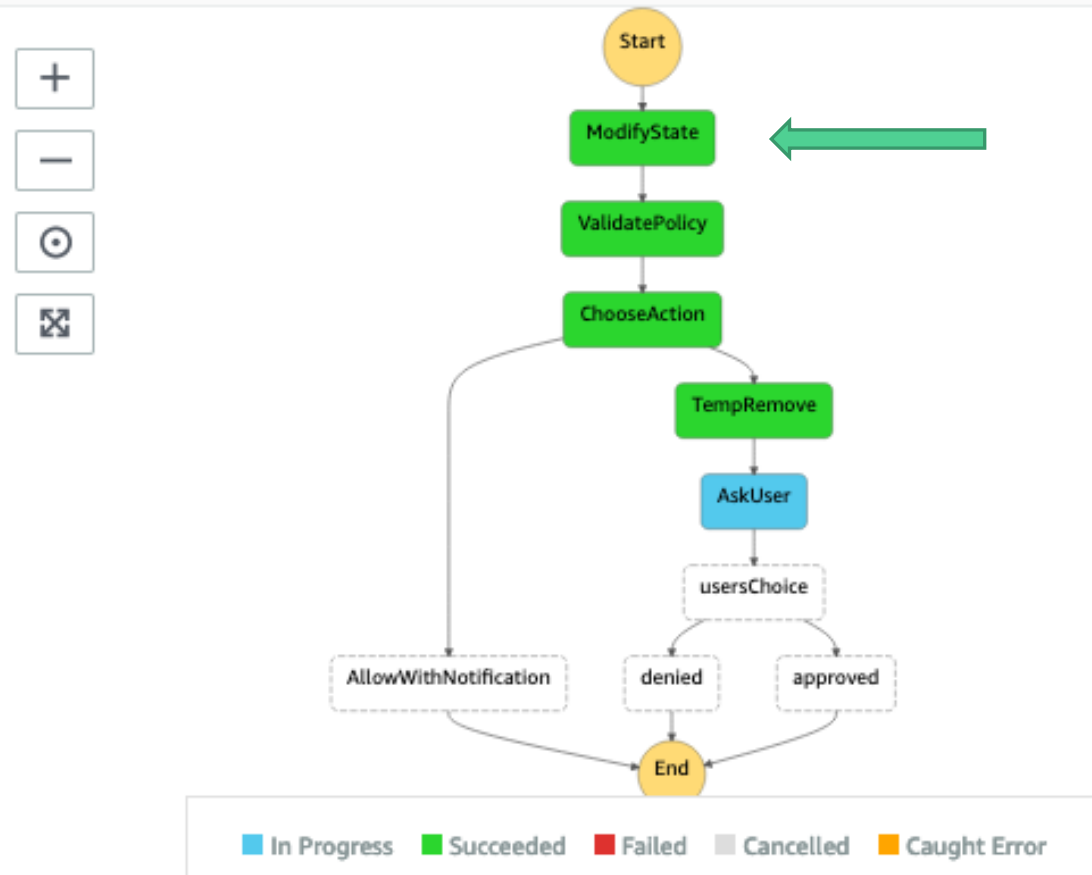 Start
ModifyState
ValidatePolicy
ChooseAction
TempRemove
AskUser
usersChoice
AllowWithNotification
denied
approved
End
In Progress
Succeeded
Failed
Cancelled
Caught Error